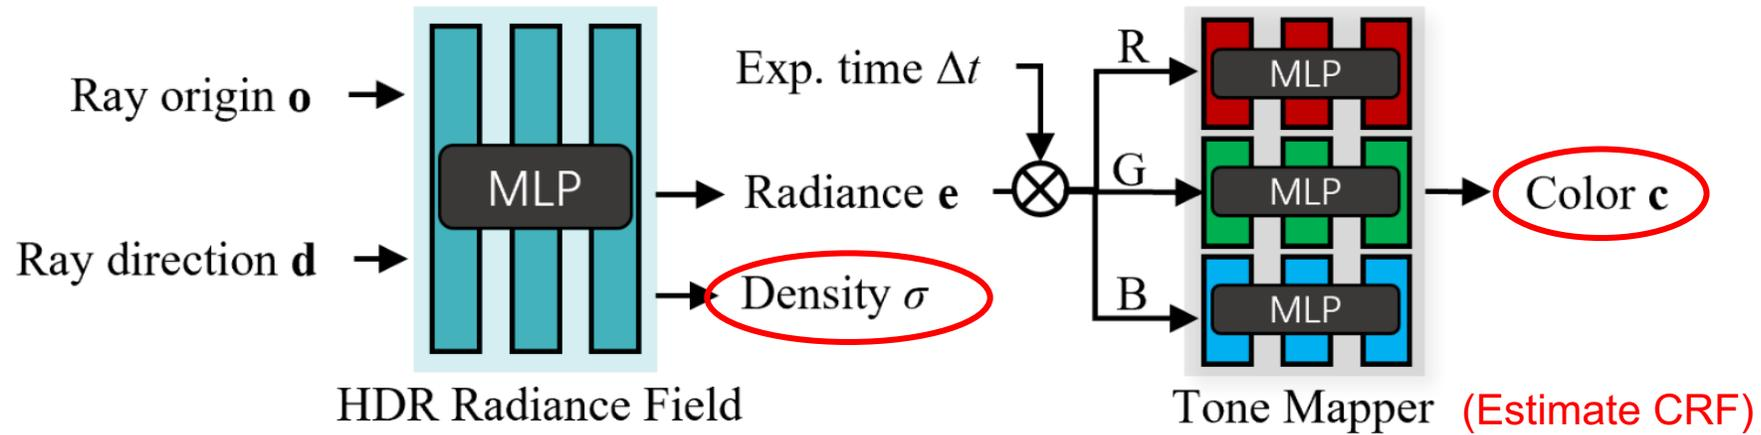 Ray origin o
Ray direction d
MLP
HDR Radiance Field
Exp. time Δt
Radiance e
Density σ
R
G
B
MLP
MLP
MLP
Tone Mapper
(Estimate CRF)
Color c